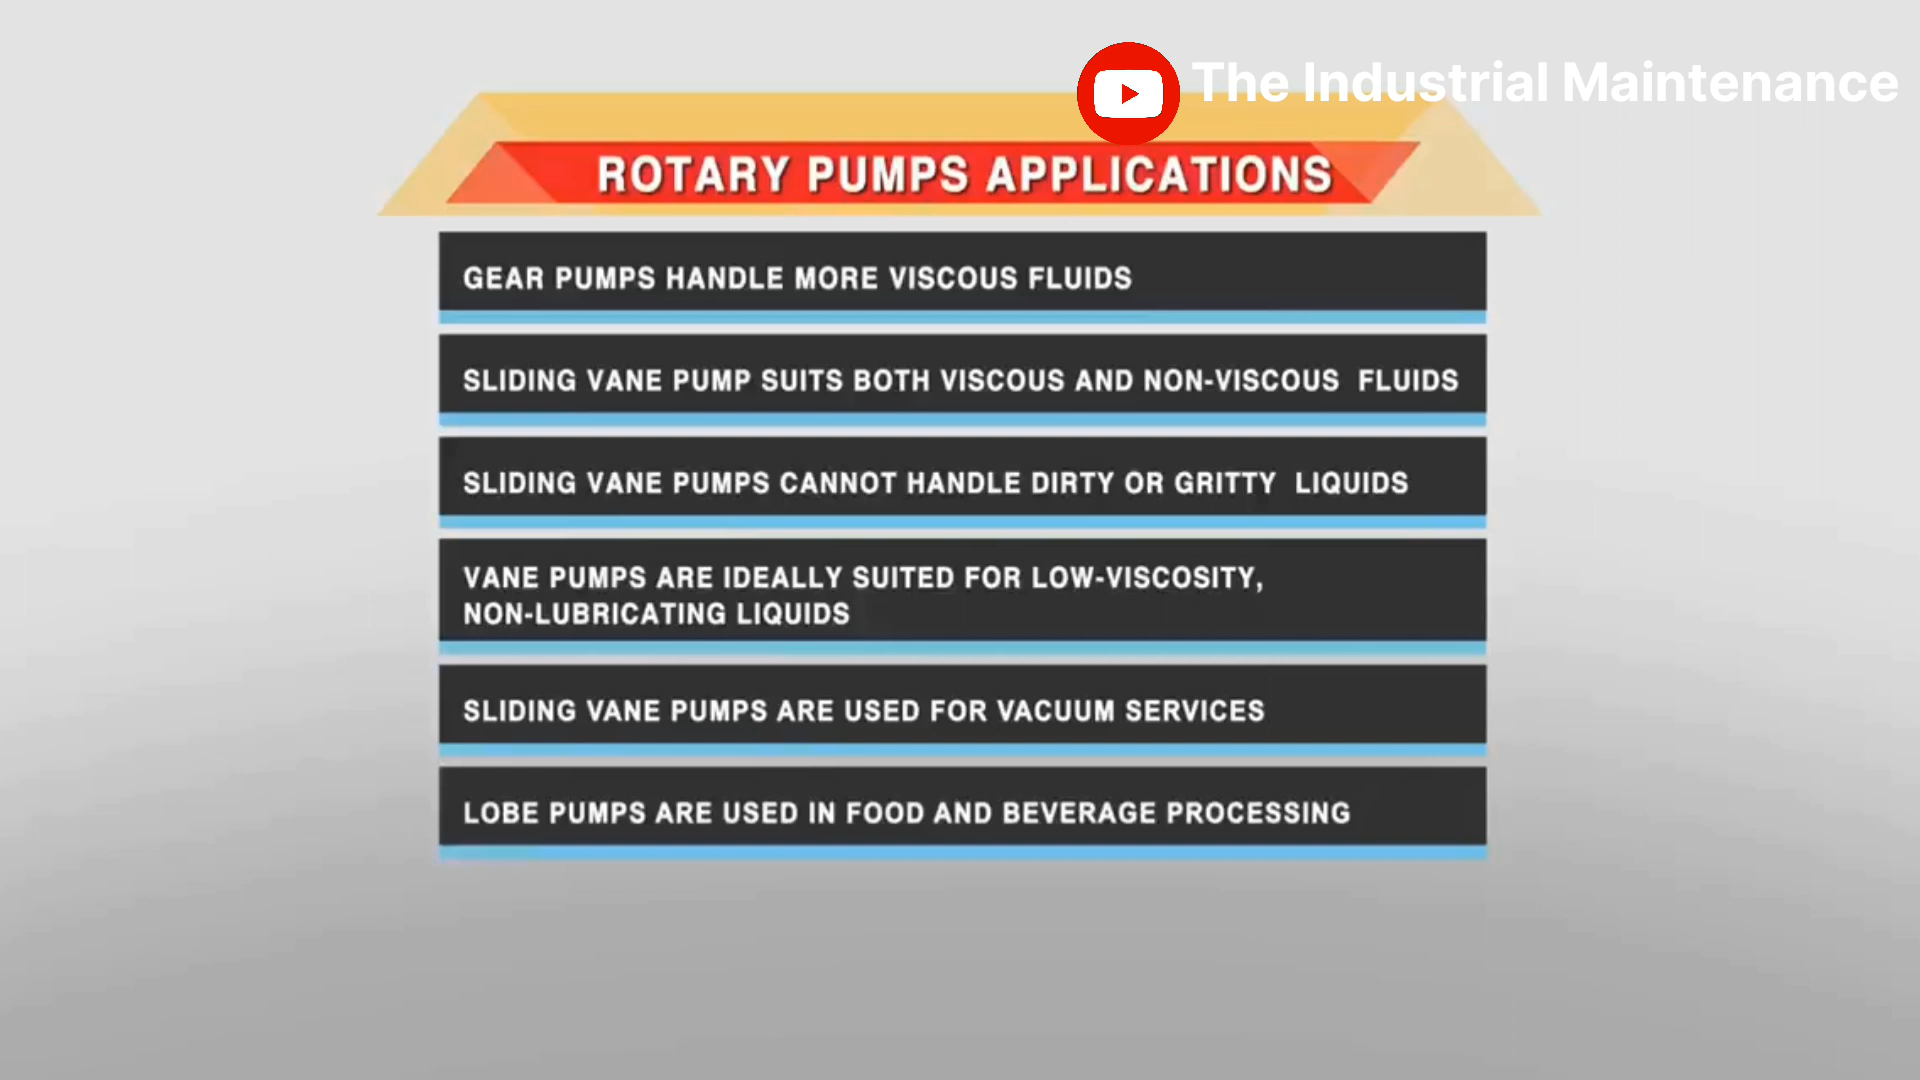 The Industrial Maintenance
ROTARY PUMPS APPLICATIONS
GEAR PUMPS HANDLE MORE VISCOUS FLUIDS
SLIDING VANE PUMP SUITS BOTH VISCOUS AND NON-VISCOUS FLUIDS
SLIDING VANE PUMPS CANNOT HANDLE DIRTY OR GRITTY LIQUIDS
VANE PUMPS ARE IDEALLY SUITED FOR LOW-VISCOSITY,
NON-LUBRICATING LIQUIDS
SLIDING VANE PUMPS ARE USED FOR VACUUM SERVICES
LOBE PUMPS ARE USED IN FOOD AND BEVERAGE PROCESSING